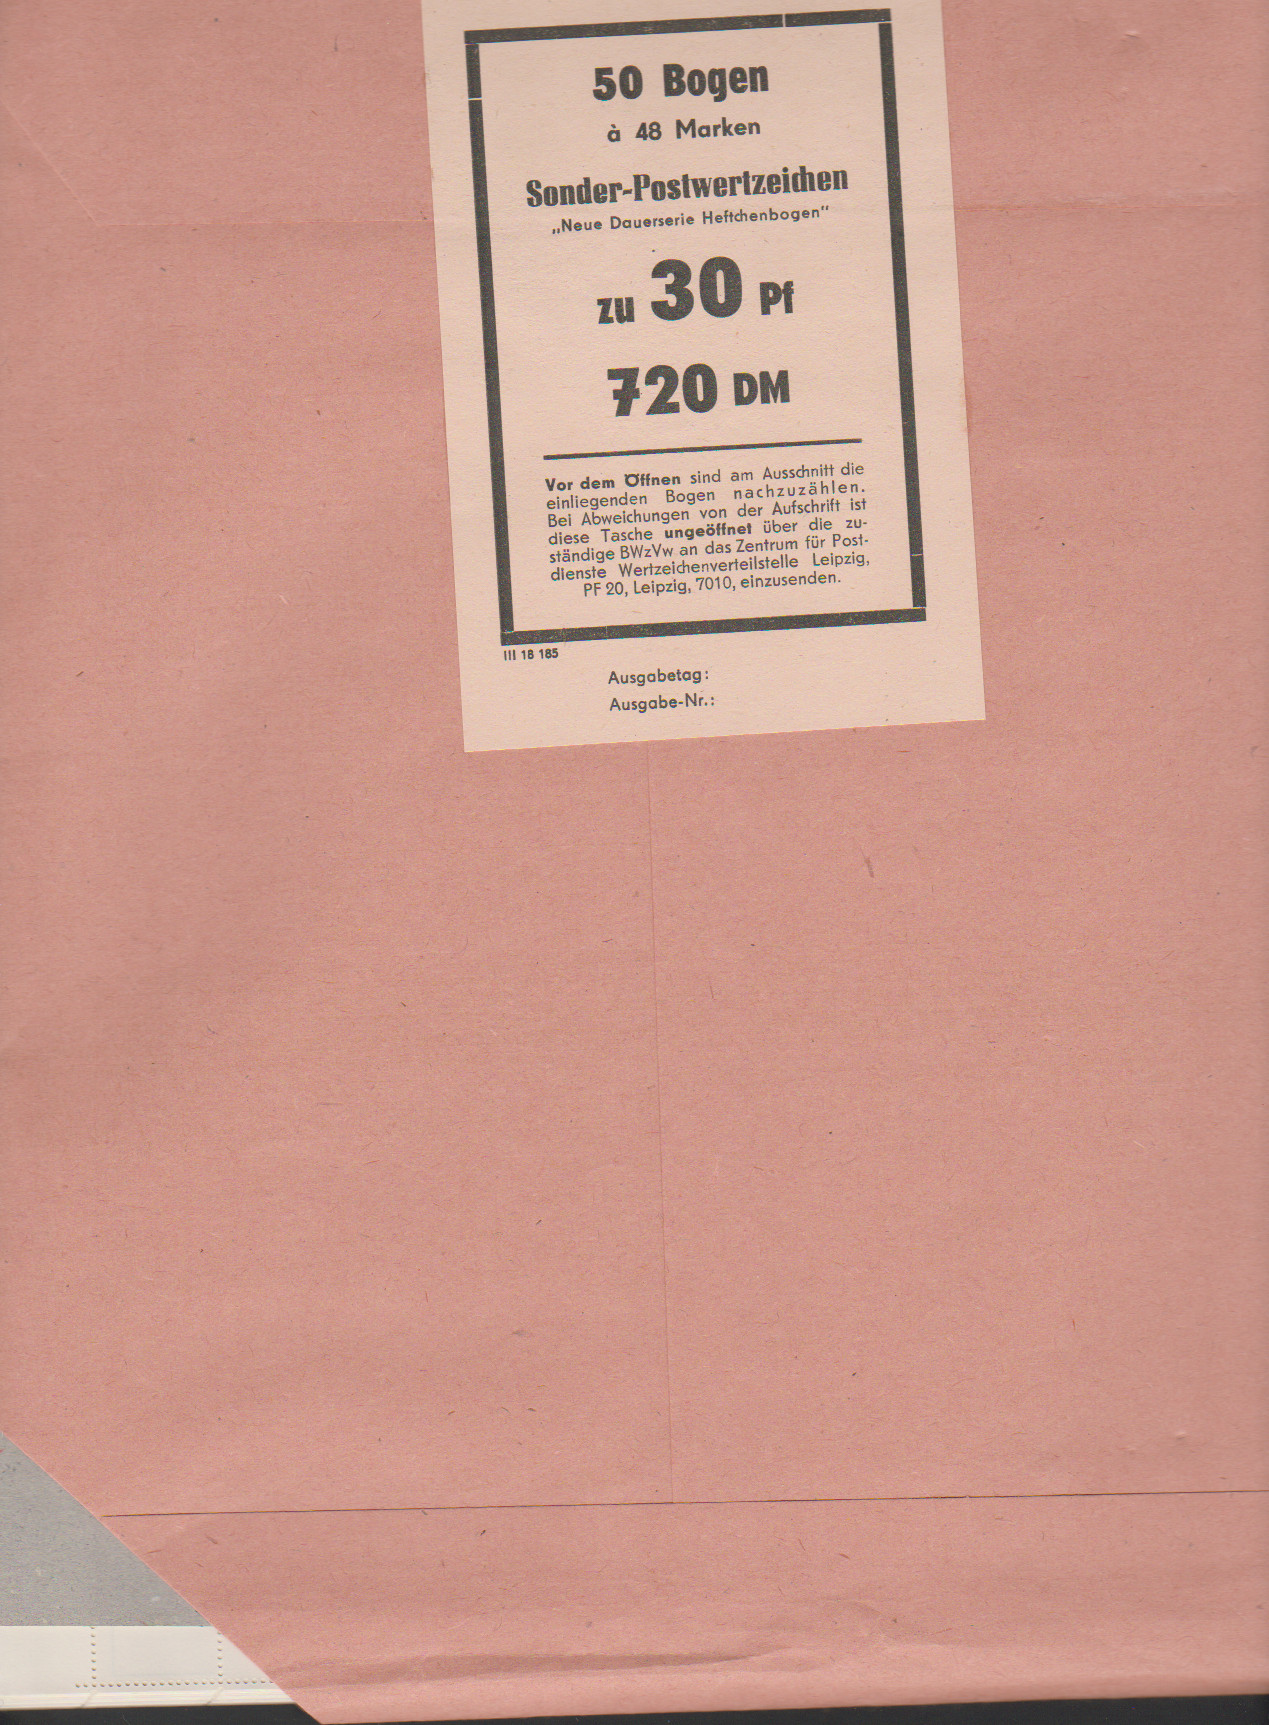 50 Bogen
à 48 Marken
Sonder-Postwertzeichen
„Neue Dauerserie Heftchenbogen"
zu 30 Pf
720 DM
Vor dem Öffnen sind am Ausschnitt die
einliegenden Bogen nachzuzählen.
Bei Abweichungen von der Aufschrift ist
diese Tasche ungeöffnet über die zu-
ständige BWzVw an das Zentrum für Post-
dienste Wertzeichenverteilstelle Leipzig,
PF 20, Leipzig, 7010, einzusenden.
III 18 185
Ausgabetag:
Ausgabe-Nr.: